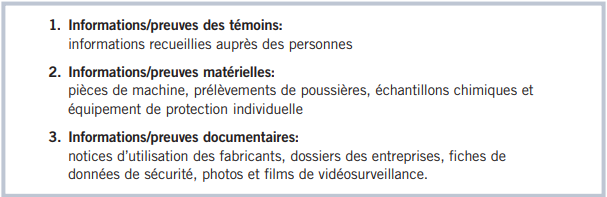 1. Informations/preuves des témoins:
informations recueillies auprès des personnes
2. Informations/preuves matérielles:
pièces de machine, prélèvements de poussières, échantillons chimiques et
équipement de protection individuelle
3. Informations/preuves documentaires:
notices d'utilisation des fabricants, dossiers des entreprises, fiches de
données de sécurité, photos et films de vidéosurveillance.